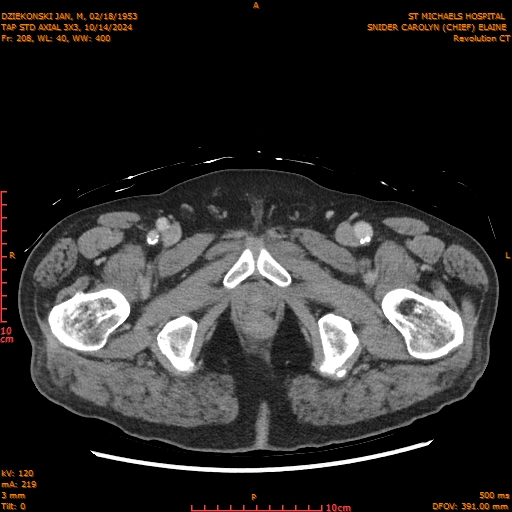 A
DZIEKONSKI JAN, M, 02/18/1953
TAP STD AXIAL 3X3, 10/14/2024
Fr: 208, WL: 40, WW: 400
ST MICHAELS HOSPITAL
SNIDER CAROLYN (CHIEF) ELAINE
Revolution CT
R
L
10
cm
kV: 120
mA: 219
3 mm
Tilt: 0
P
10cm
500 ms
DFOV: 391.00 mm